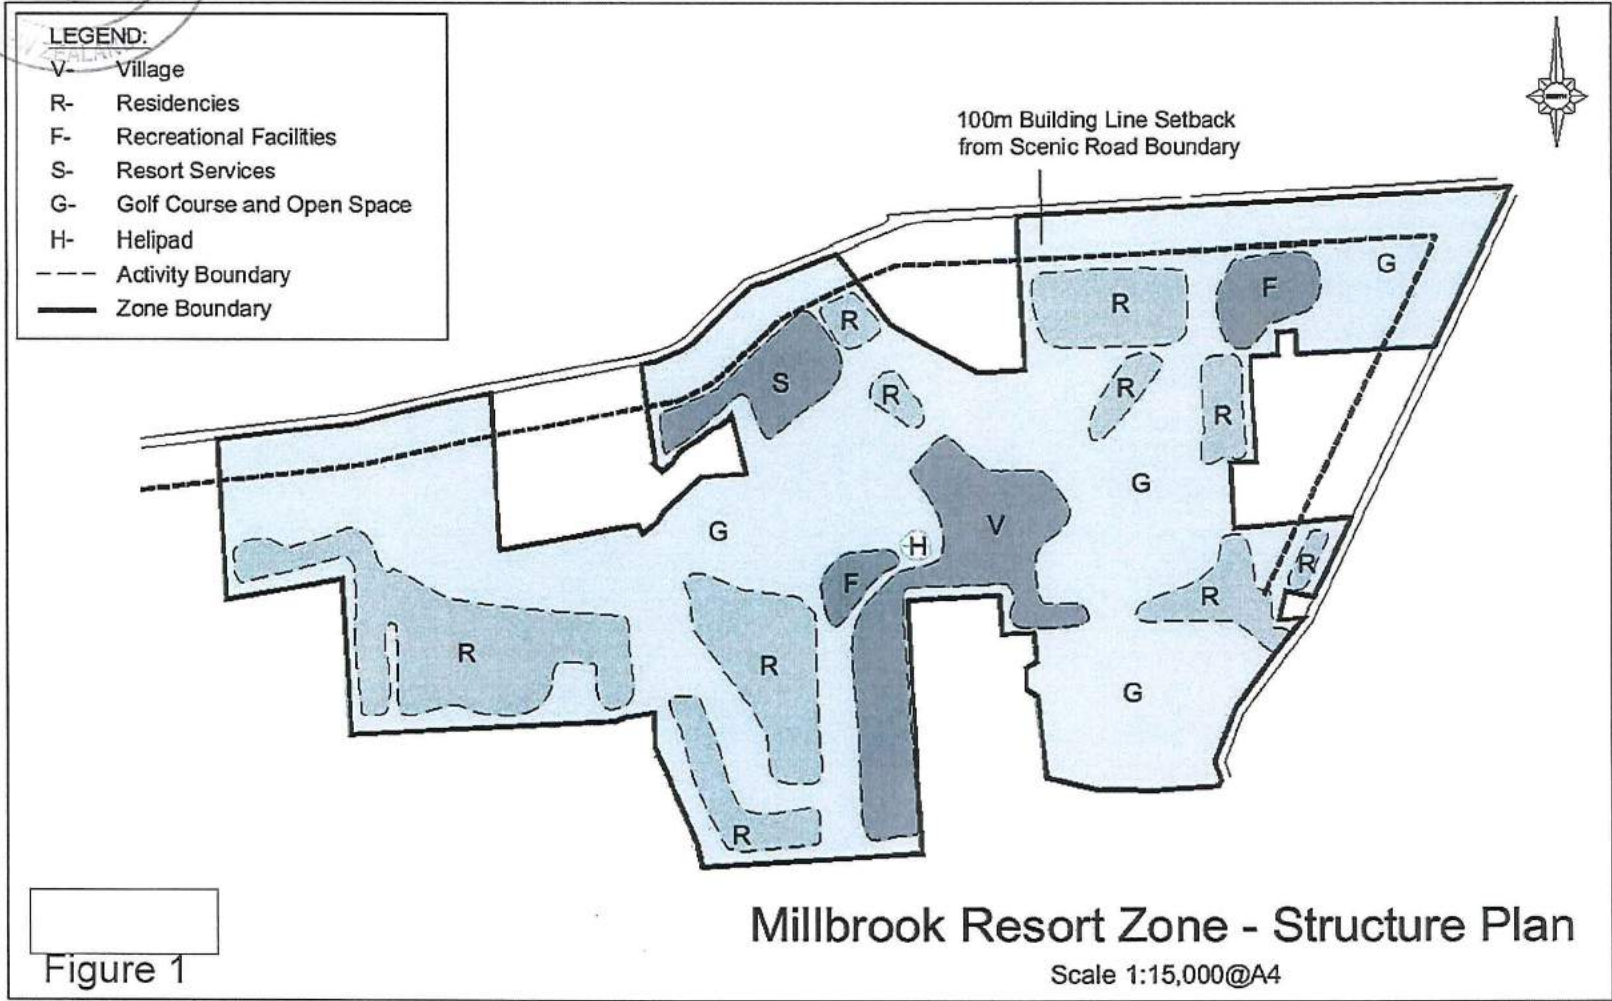 LEGEND:
ZEALAND
V- Village
R- Residencies
F- Recreational Facilities
S- Resort Services
G- Golf Course and Open Space
H- Helipad
Activity Boundary
Zone Boundary
100m Building Line Setback
from Scenic Road Boundary
G
F
R
R
S
R
R
R
G
V
G
H
R
F
R
R
R
G
R
Millbrook Resort Zone - Structure Plan
Figure 1
Scale 1:15,000@A4